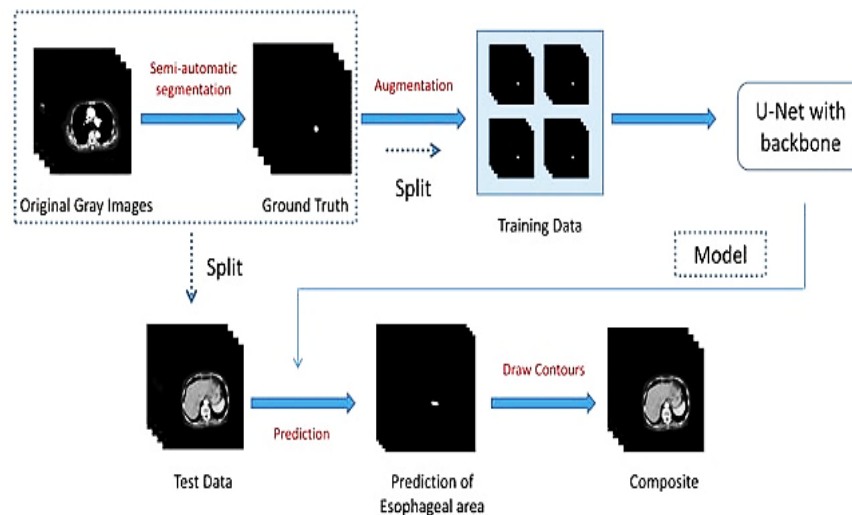 Semi-automatic
segmentation
Augmentation
U-Net with
backbone
Split
Original Gray Images
Ground Truth
Training Data
Split
Model
Draw Contours
Prediction
Test Data
Prediction of
Esophageal area
Composite